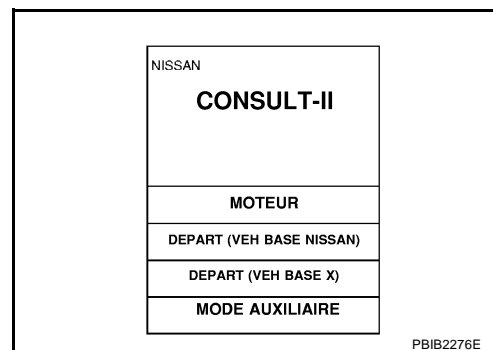 NISSAN
CONSULT-II
MOTEUR
DEPART (VEH BASE NISSAN)
DEPART (VEH BASE X)
MODE AUXILIAIRE
PBIB2276E